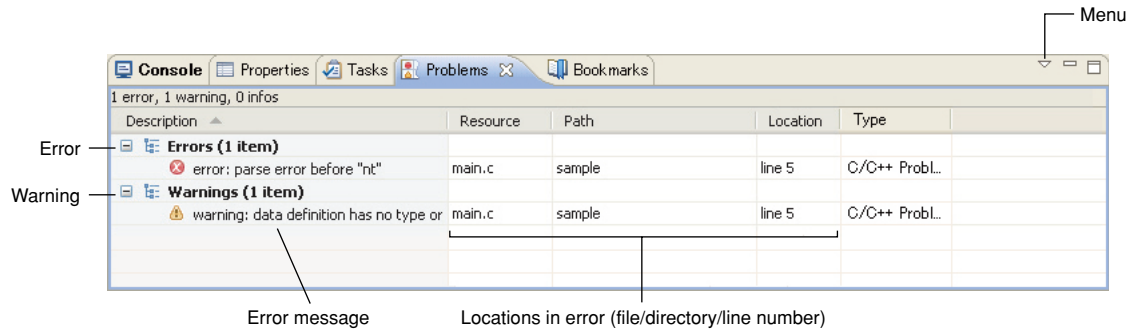 Menu
Console Properties Tasks Problems Bookmarks
1 error, 1 warning, 0 infos
Description Resource Path Location Type
Error
Errors (1 item)
error: parse error before "nt" main.c sample line 5 C/C++ Probl...
Warning
Warnings (1 item)
warning: data definition has no type or main.c sample line 5 C/C++ Probl...
Error message Locations in error (file/directory/line number)